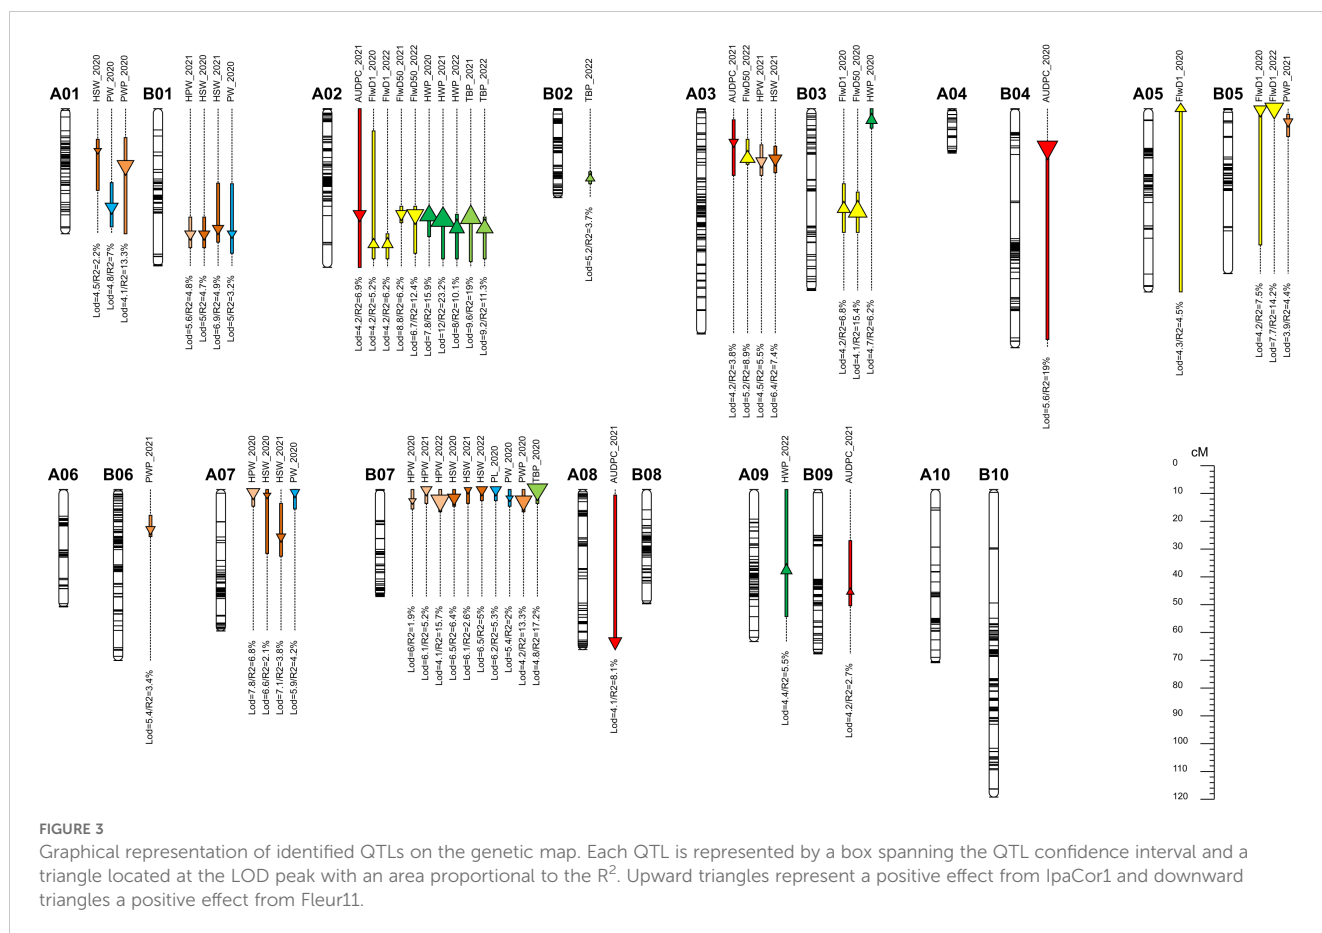 HSW_2020
PW_2020
PWP_2020
HPW_2021
HSW_2020
HSW_2021
PW_2020
AUDPC_2021
FlwD1_2020
FlwD1_2022
FlwD50_2021
FlwD50_2022
HWP_2020
HWP_2021
HWP_2022
TBP_2021
TBP_2022
TBP_2022
AUDPC_2021
FlwD50_2020
HPW_2021
HSW_2021
FlwD1_2020
FlwD50_2021
HWP_2020
AUDPC_2020
FlwD1_2020
FlwD1_2020
FlwD1_2022
PWP_2021
A01
B01
A02
B02
A03
B03
A04
B04
A05
B05
Lod=4.5/R2=2.2%
Lod=4.8/R2=7%
Lod=4.1/R2=13.3%
Lod=5.6/R2=4.8%
Lod=5/R2=4.7%
Lod=6.9/R2=4.9%
Lod=5/R2=3.2%
Lod=4.2/R2=6.9%
Lod=4.2/R2=5.2%
Lod=4.2/R2=6.2%
Lod=8.8/R2=6.2%
Lod=6.7/R2=12.4%
Lod=7.8/R2=15.9%
Lod=12/R2=23.2%
Lod=8/R2=10.1%
Lod=9.6/R2=19%
Lod=9.2/R2=11.3%
Lod=5.2/R2=3.7%
Lod=4.2/R2=3.8%
Lod=5.2/R2=8.9%
Lod=4.5/R2=5.5%
Lod=6.4/R2=7.4%
Lod=4.2/R2=6.8%
Lod=4.1/R2=15.4%
Lod=4.7/R2=6.2%
Lod=5.6/R2=19%
Lod=4.3/R2=4.5%
Lod=4.2/R2=7.5%
Lod=7.7/R2=14.2%
Lod=3.9/R2=4.4%
PWP_2021
HPW_2020
HSW_2020
HSW_2021
PW_2020
HPW_2020
HPW_2021
HPW_2022
HSW_2020
HSW_2021
HSW_2022
PL_2020
PW_2020
PWP_2020
TBP_2020
AUDPC_2021
HWP_2022
AUDPC_2021
A06
B06
A07
B07
A08
B08
A09
B09
A10
B10
Lod=5.4/R2=3.4%
Lod=7.8/R2=6.8%
Lod=6.6/R2=2.1%
Lod=7.1/R2=3.8%
Lod=5.9/R2=4.2%
Lod=6/R2=1.9%
Lod=6.1/R2=5.2%
Lod=4.1/R2=15.7%
Lod=6.5/R2=6.4%
Lod=6.1/R2=2.6%
Lod=6.5/R2=5%
Lod=6.2/R2=5.3%
Lod=5.4/R2=2%
Lod=4.2/R2=13.3%
Lod=4.8/R2=17.2%
Lod=4.1/R2=8.1%
Lod=4.4/R2=5.5%
Lod=4.2/R2=2.7%
cM
0
10
20
30
40
50
60
70
80
90
100
110
120
FIGURE 3
Graphical representation of identified QTLs on the genetic map. Each QTL is represented by a box spanning the QTL confidence interval and a
triangle located at the LOD peak with an area proportional to the R². Upward triangles represent a positive effect from IpaCor1 and downward
triangles a positive effect from Fleur11.